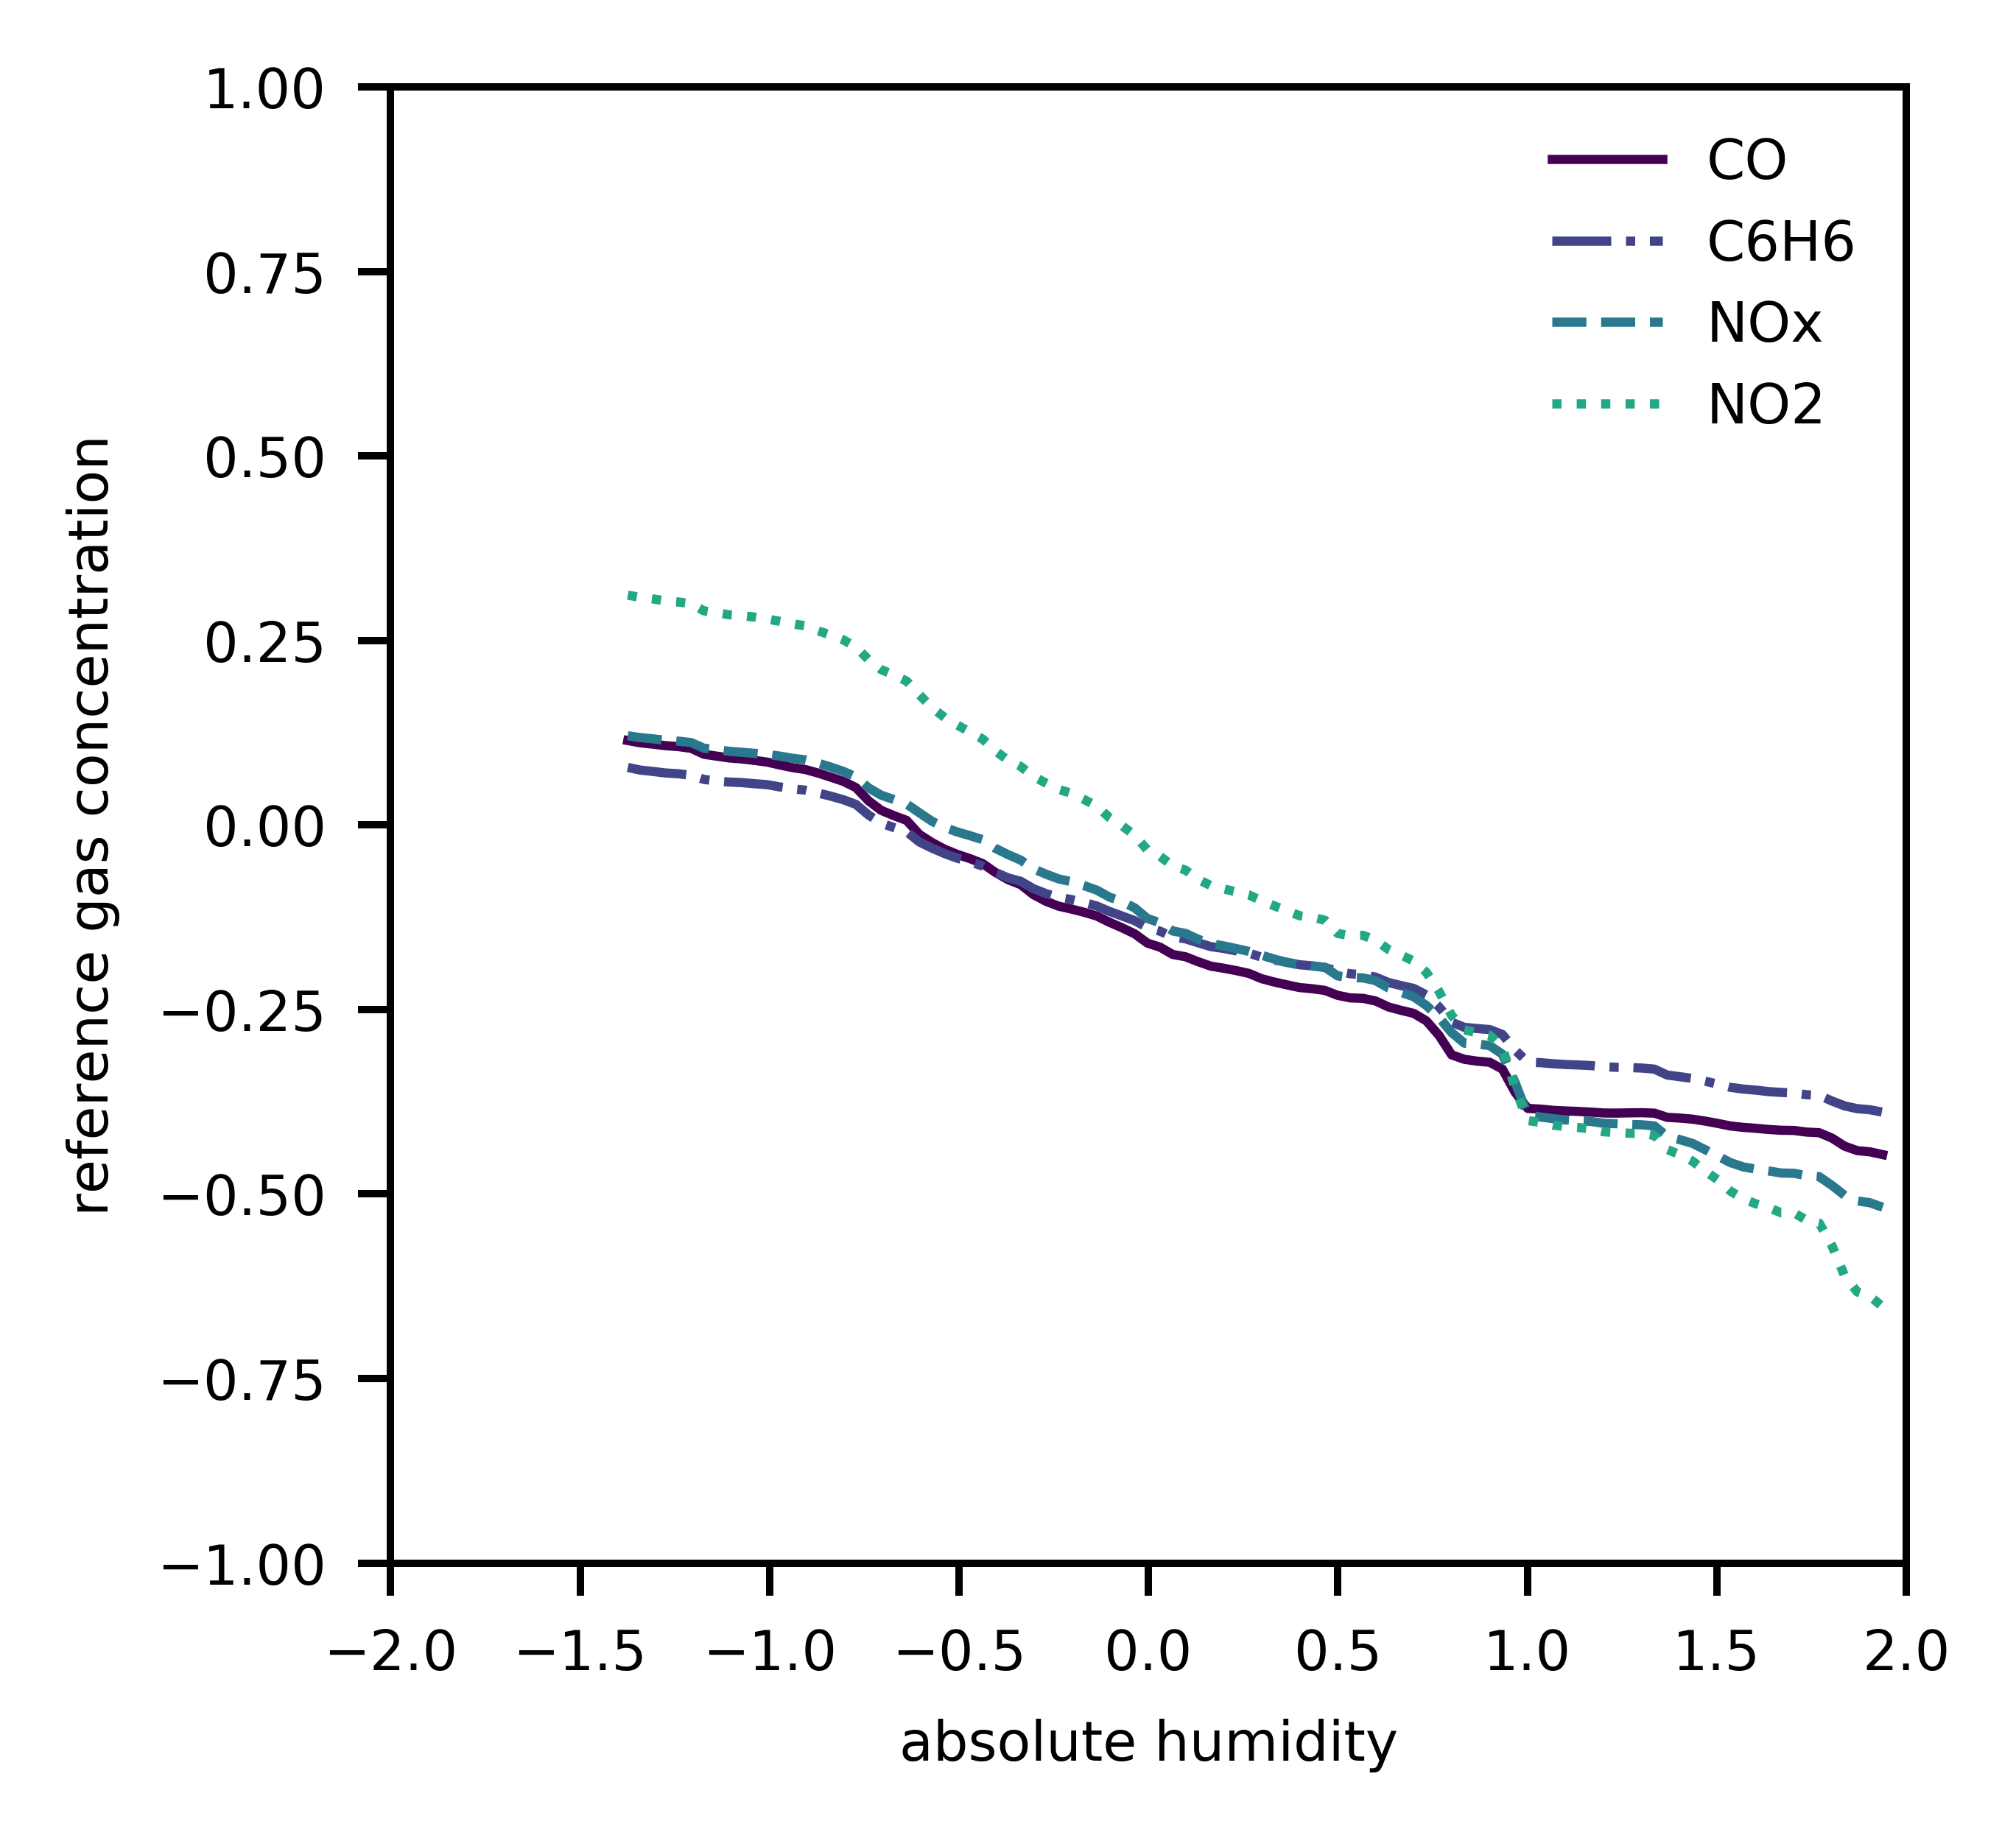 1.00
0.75
0.50
0.25
0.00
−0.25
−0.50
−0.75
−1.00
reference gas concentration
CO
C6H6
NOx
NO2
−2.0 −1.5 −1.0 −0.5 0.0 0.5 1.0 1.5 2.0
absolute humidity